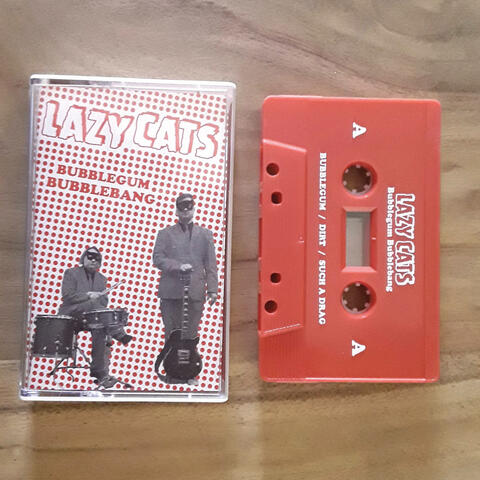 LAZY CATS
BUBBLEGUM
BUBBLEBANG
A
LAZY CATS
Bubblegum Bubblebang
BUBBLEGUM / DIRT / SUCH A DRAG
A